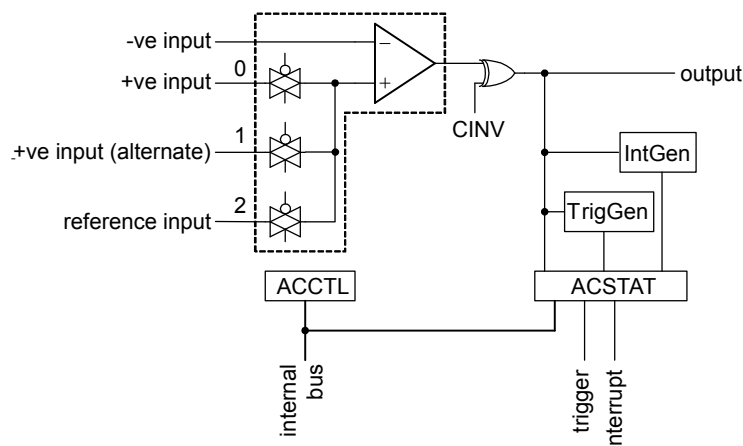 -ve input
+ve input
0
output
CINV
+ve input (alternate)
1
IntGen
reference input
2
TrigGen
ACCTL
ACSTAT
internal
bus
trigger
nterrupt